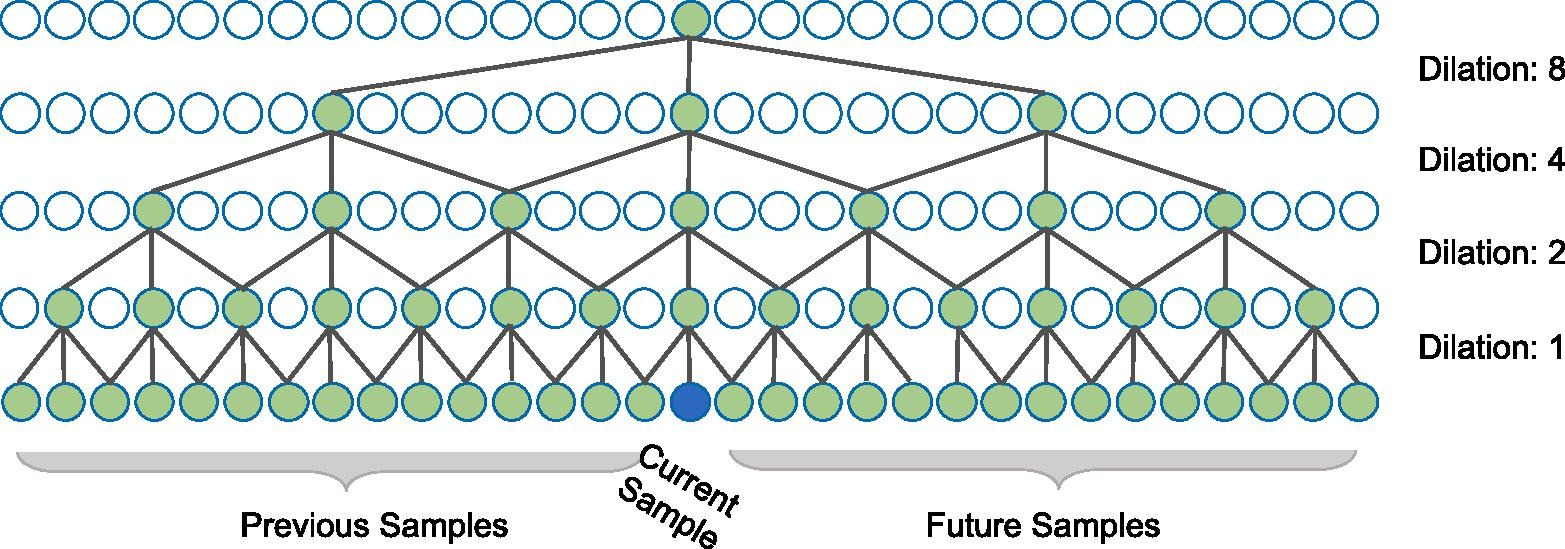 Dilation: 8
Dilation: 4
Dilation: 2
Dilation: 1
Current
Sample
Previous Samples
Future Samples